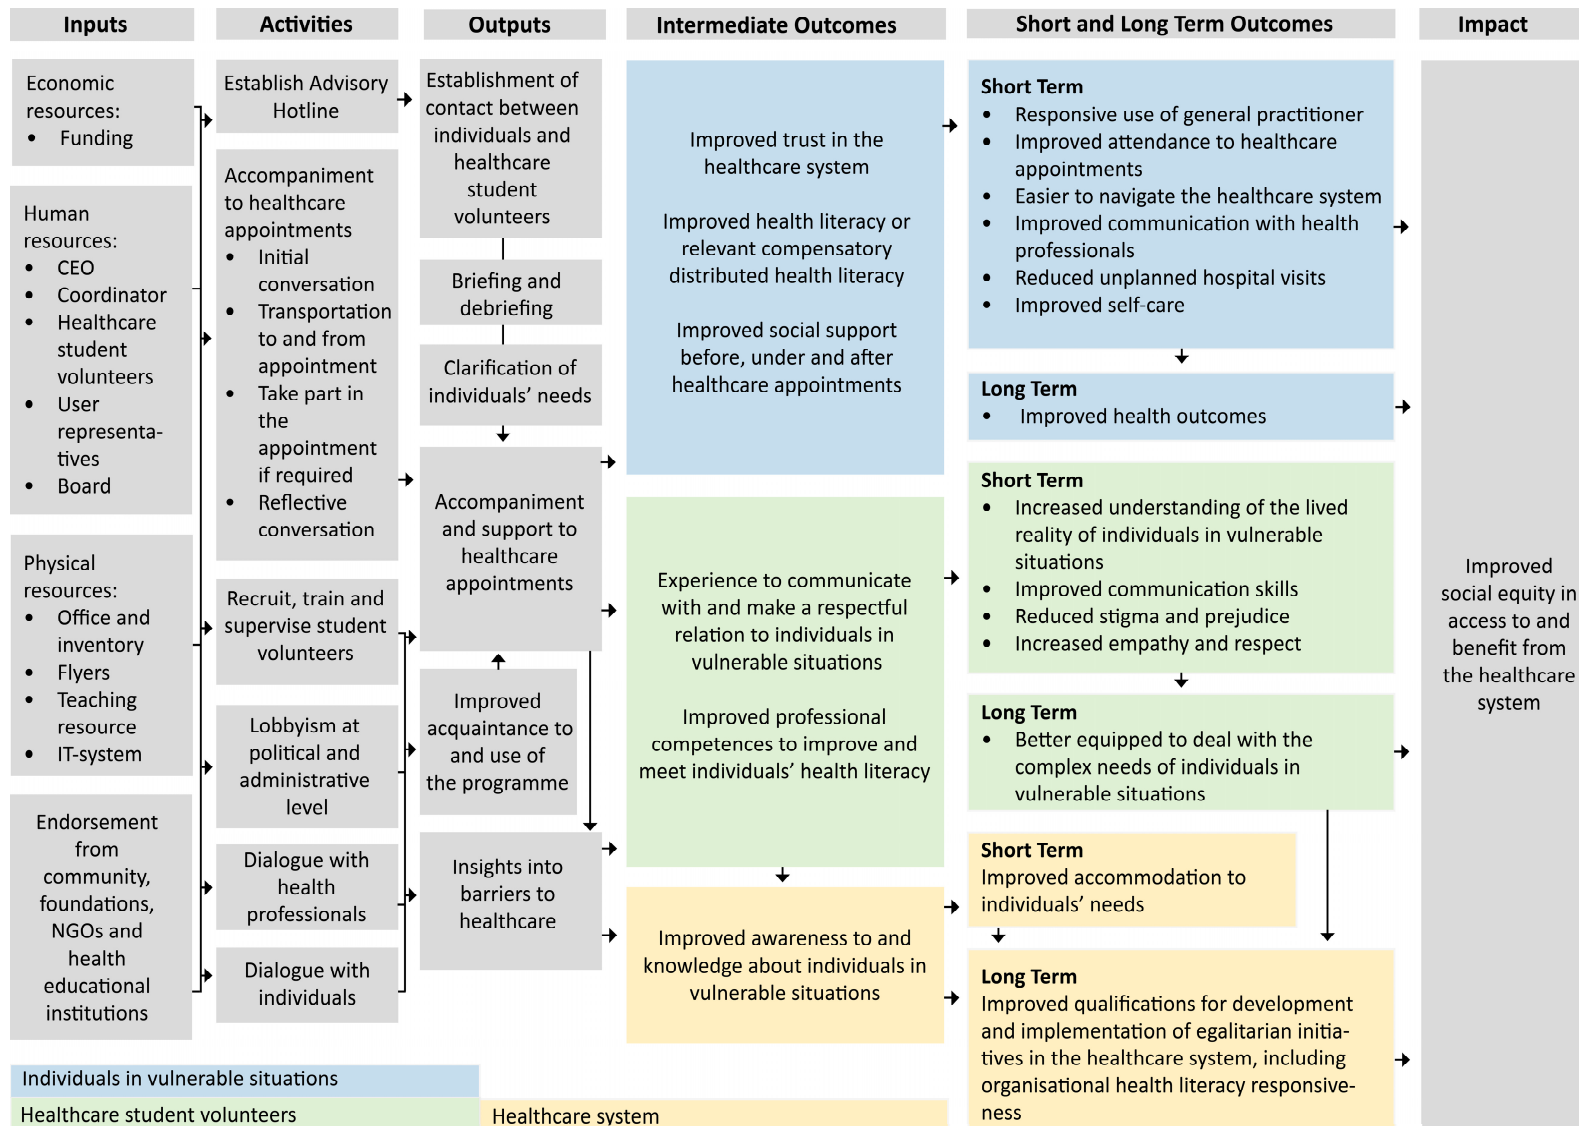 Inputs
Activities
Outputs
Intermediate Outcomes
Short and Long Term Outcomes
Impact
Economic
resources:
• Funding
Human
resources:
• CEO
• Coordinator
• Healthcare
student
volunteers
• User
representa-
tives
• Board
Physical
resources:
• Office and
inventory
• Flyers
• Teaching
resource
• IT-system
Endorsement
from
community,
foundations,
NGOs and
health
educational
institutions
Establish Advisory
Hotline
Accompaniment
to healthcare
appointments
• Initial
conversation
• Transportation
to and from
appointment
• Take part in
the
appointment
if required
• Reflective
conversation
Recruit, train and
supervise student
volunteers
Lobbyism at
political and
administrative
level
Dialogue with
health
professionals
Dialogue with
individuals
Establishment of
contact between
individuals and
healthcare
student
volunteers
Briefing and
debriefing
Clarification of
individuals’ needs
Accompaniment
and support to
healthcare
appointments
Improved
acquaintance to
and use of
the programme
Insights into
barriers to
healthcare
Improved trust in the
healthcare system
Improved health literacy or
relevant compensatory
distributed health literacy
Improved social support
before, under and after
healthcare appointments
Experience to communicate
with and make a respectful
relation to individuals in
vulnerable situations
Improved professional
competences to improve and
meet individuals’ health literacy
Improved awareness to and
knowledge about individuals in
vulnerable situations
Short Term
• Responsive use of general practitioner
• Improved attendance to healthcare
appointments
• Easier to navigate the healthcare system
• Improved communication with health
professionals
• Reduced unplanned hospital visits
• Improved self-care
Long Term
• Improved health outcomes
Short Term
• Increased understanding of the lived
reality of individuals in vulnerable
situations
• Improved communication skills
• Reduced stigma and prejudice
• Increased empathy and respect
Long Term
• Better equipped to deal with the
complex needs of individuals in
vulnerable situations
Short Term
Improved accommodation to
individuals’ needs
Long Term
Improved qualifications for development
and implementation of egalitarian initia-
tives in the healthcare system, including
organisational health literacy responsive-
ness
Improved
social equity in
access to and
benefit from
the healthcare
system
Individuals in vulnerable situations
Healthcare student volunteers
Healthcare system